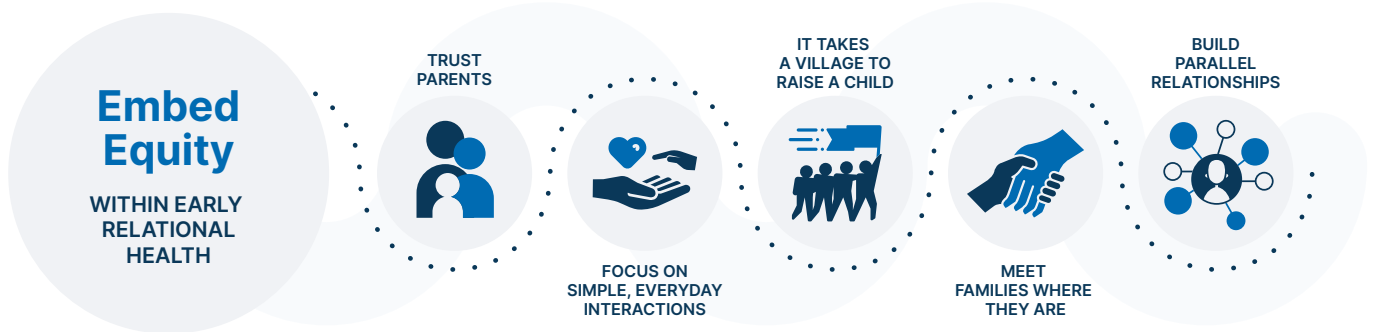 Embed
Equity
WITHIN EARLY
RELATIONAL
HEALTH
TRUST
PARENTS
FOCUS ON
SIMPLE, EVERYDAY
INTERACTIONS
IT TAKES
A VILLAGE TO
RAISE A CHILD
MEET
FAMILIES WHERE
THEY ARE
BUILD
PARALLEL
RELATIONSHIPS